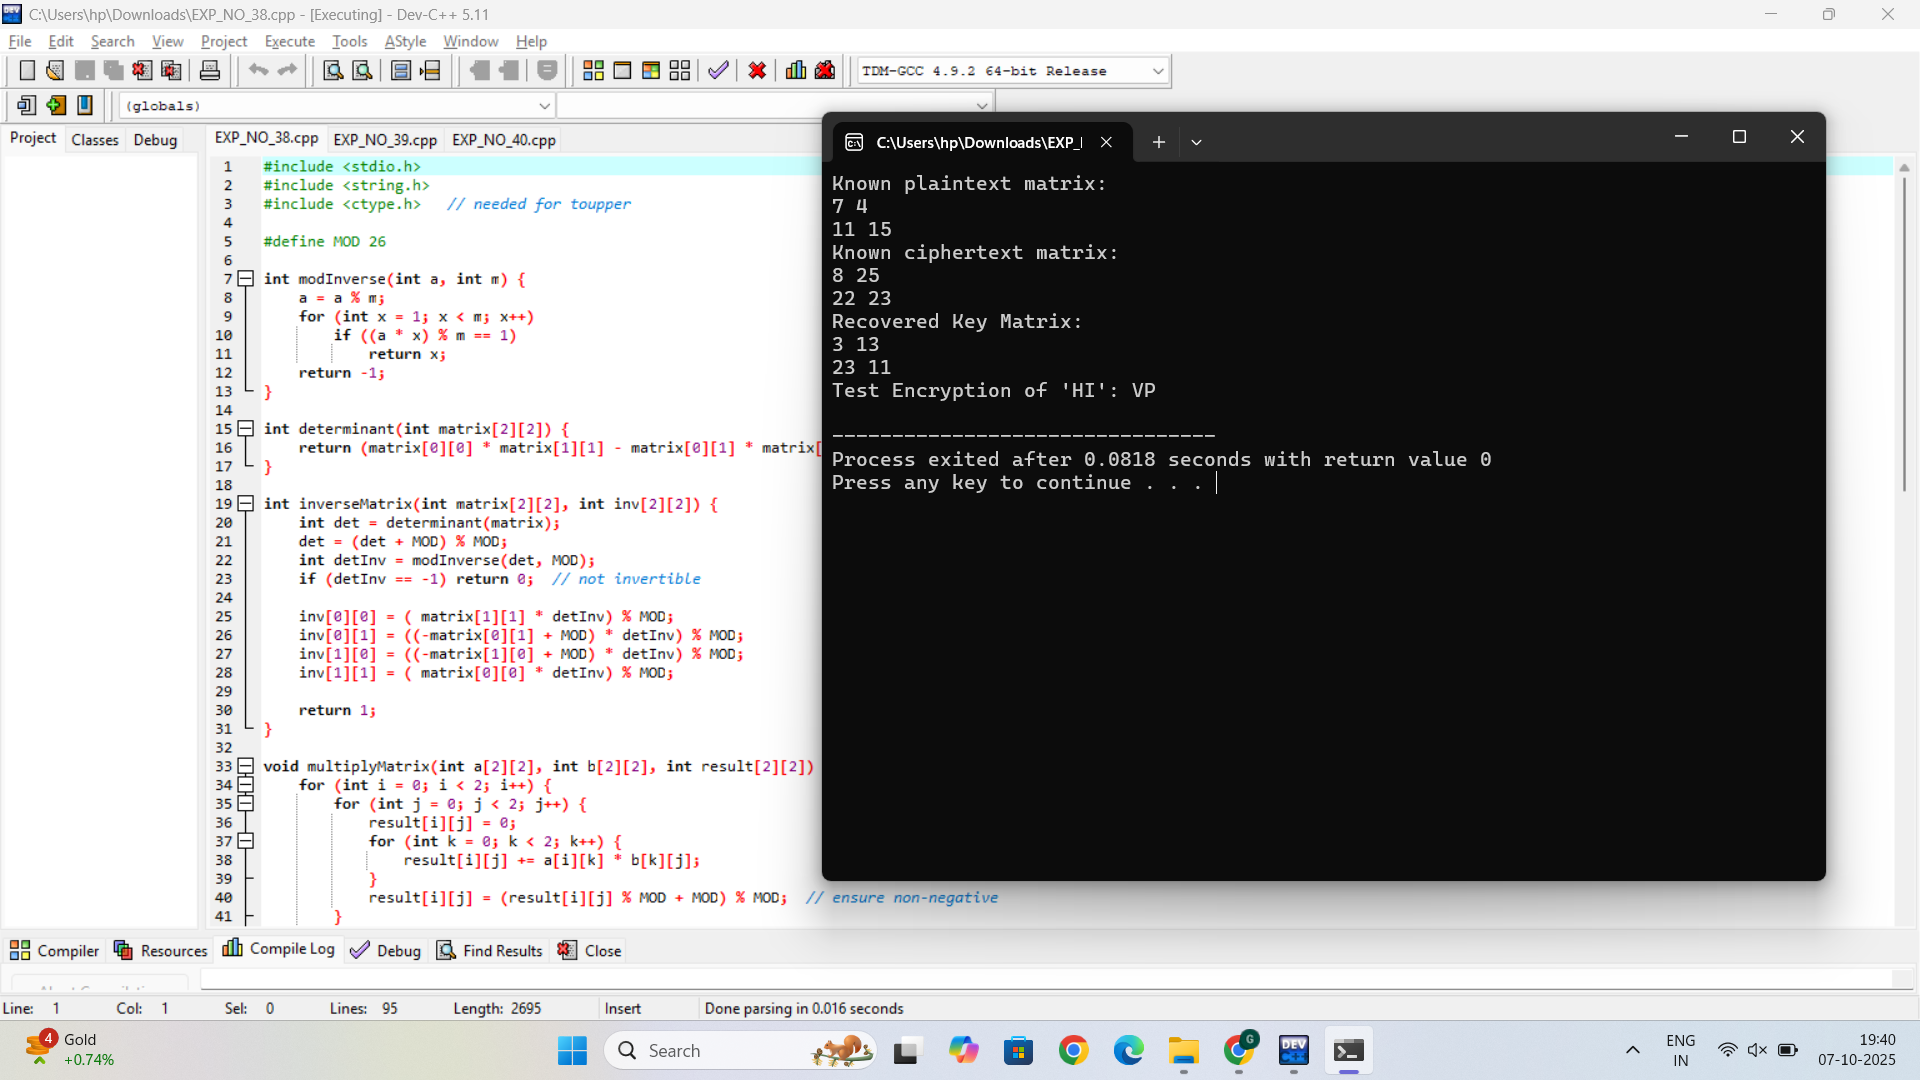 C:\Users\hp\Downloads\EXP_NO_38.cpp - [Executing] - Dev-C++ 5.11
File Edit Search View Project Execute Tools AStyle Window Help
TDM-GCC 4.9.2 64-bit Release
(globals)
Project Classes Debug
EXP_NO_38.cpp EXP_NO_39.cpp EXP_NO_40.cpp
1 #include <stdio.h>
2 #include <string.h>
3 #include <ctype.h> // needed for toupper
4
5 #define MOD 26
6
7 int modInverse(int a, int m) {
8 a = a % m;
9 for (int x = 1; x < m; x++)
10 if ((a * x) % m == 1)
11 return x;
12 return -1;
13 }
14
15 int determinant(int matrix[2][2]) {
16 return (matrix[0][0] * matrix[1][1] - matrix[0][1] * matrix[
17 }
18
19 int inverseMatrix(int matrix[2][2], int inv[2][2]) {
20 int det = determinant(matrix);
21 det = (det + MOD) % MOD;
22 int detInv = modInverse(det, MOD);
23 if (detInv == -1) return 0; // not invertible
24
25 inv[0][0] = ( matrix[1][1] * detInv) % MOD;
26 inv[0][1] = ((-matrix[0][1] + MOD) * detInv) % MOD;
27 inv[1][0] = ((-matrix[1][0] + MOD) * detInv) % MOD;
28 inv[1][1] = ( matrix[0][0] * detInv) % MOD;
29
30 return 1;
31 }
32
33 void multiplyMatrix(int a[2][2], int b[2][2], int result[2][2])
34 for (int i = 0; i < 2; i++) {
35 for (int j = 0; j < 2; j++) {
36 result[i][j] = 0;
37 for (int k = 0; k < 2; k++) {
38 result[i][j] += a[i][k] * b[k][j];
39 }
40 result[i][j] = (result[i][j] % MOD + MOD) % MOD; // ensure non-negative
41 }
C:\Users\hp\Downloads\EXP_
Known plaintext matrix:
7 4
11 15
Known ciphertext matrix:
8 25
22 23
Recovered Key Matrix:
3 13
23 11
Test Encryption of 'HI': VP
--------------------------------
Process exited after 0.0818 seconds with return value 0
Press any key to continue . . .
Compiler Resources Compile Log Debug Find Results Close
Line: 1 Col: 1 Sel: 0 Lines: 95 Length: 2695 Insert Done parsing in 0.016 seconds
4 Gold
+0.74%
Search
G
DEV
ENG
IN
19:40
07-10-2025